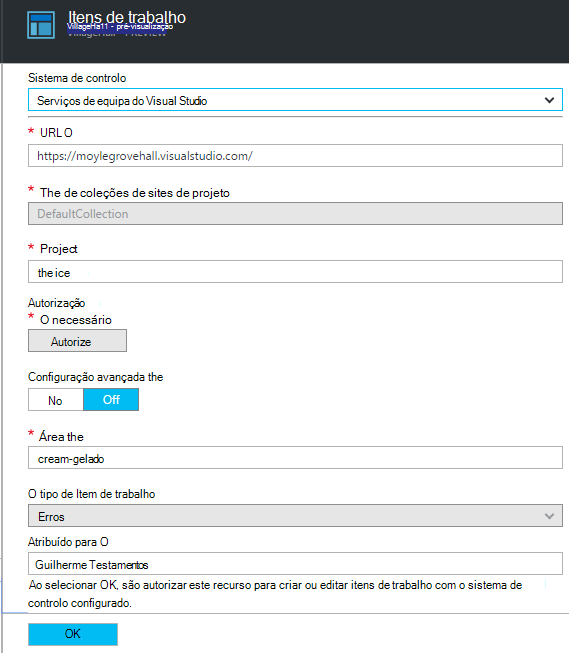 Itens de trabalho
VillageHa11 - pré-visualização
Sistema de controlo
Serviços de equipa do Visual Studio
* URL O
https://moylegrovehall.visualstudio.com/
* The de coleções de sites de projeto
DefaultCollection
* Project
the ice
Autorização
* O necessário
Autorize
Configuração avançada the
No Off
* Área the
cream-gelado
O tipo de Item de trabalho
Erros
Atribuído para O
Guilherme Testamentos
Ao selecionar OK, são autorizar este recurso para criar ou editar itens de trabalho com o sistema de
controlo configurado.
OK